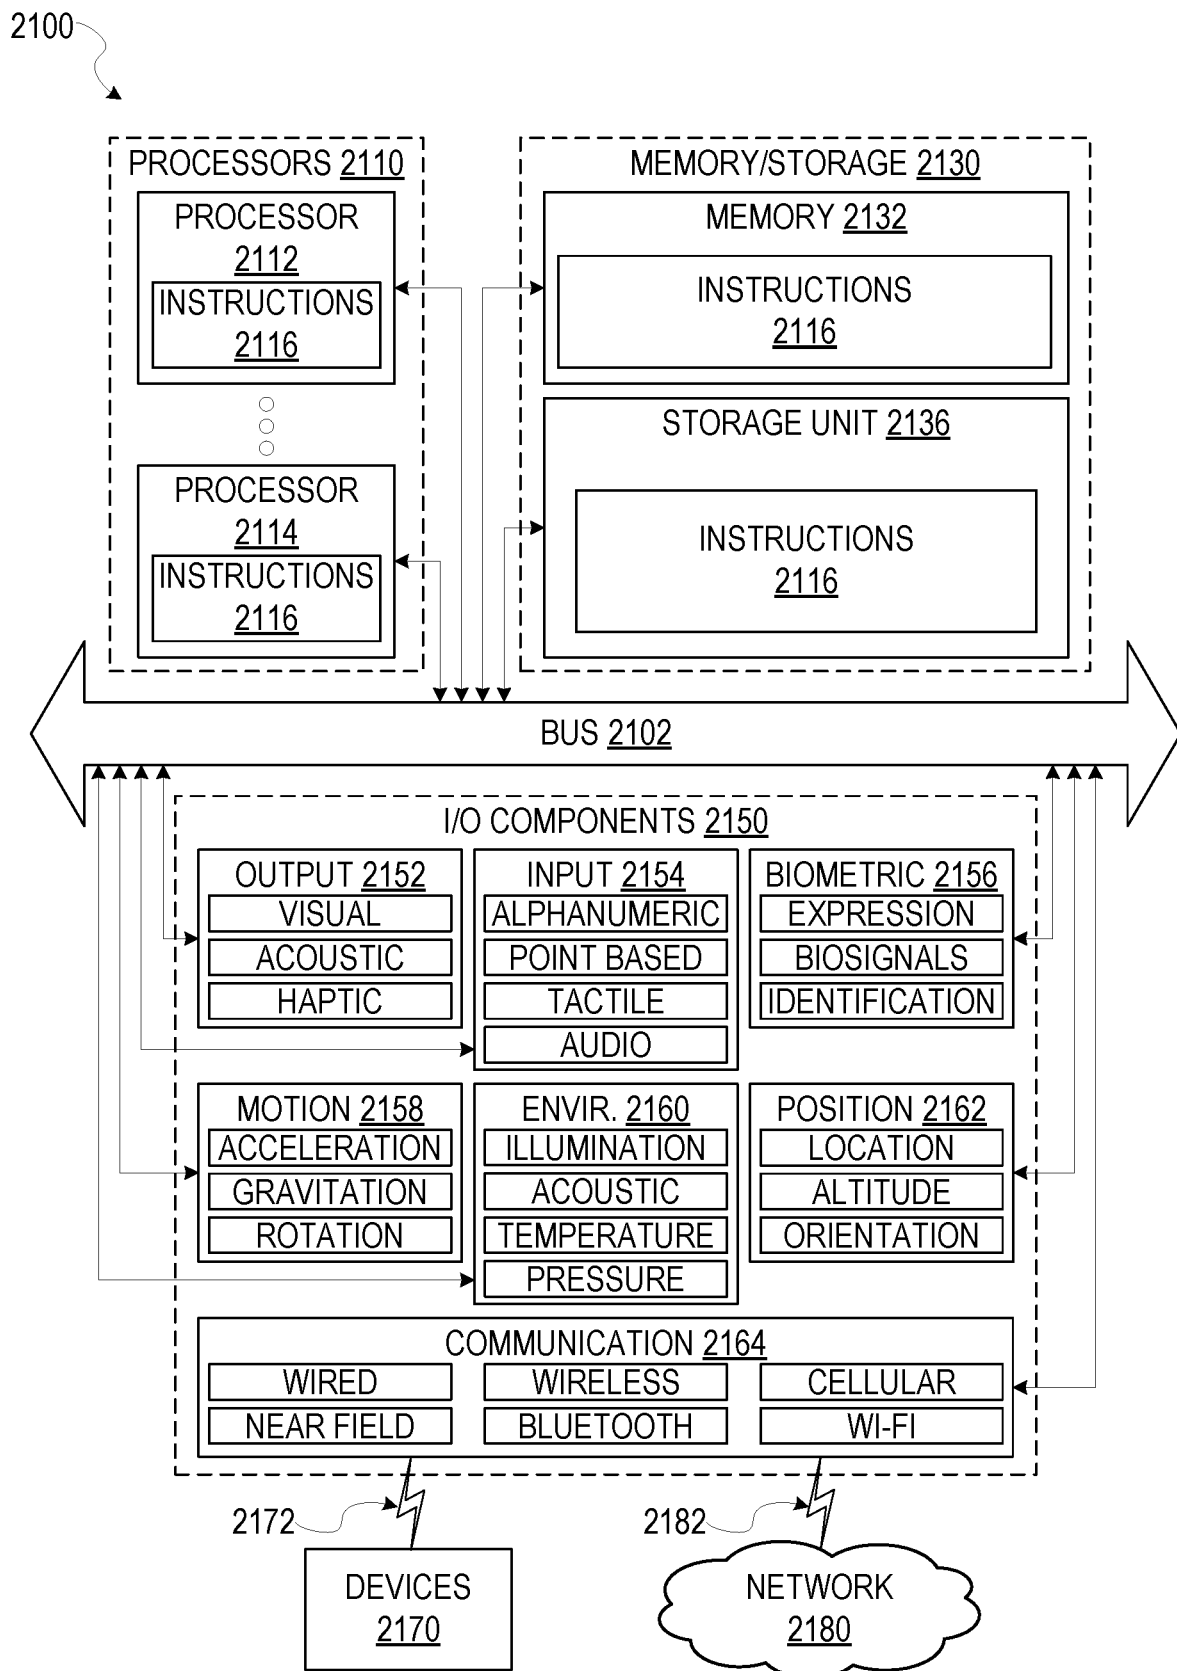 2100
PROCESSORS 2110
PROCESSOR
2112
INSTRUCTIONS
2116
PROCESSOR
2114
INSTRUCTIONS
2116
MEMORY/STORAGE 2130
MEMORY 2132
INSTRUCTIONS
2116
STORAGE UNIT 2136
INSTRUCTIONS
2116
BUS 2102
I/O COMPONENTS 2150
OUTPUT 2152
VISUAL
ACOUSTIC
HAPTIC
INPUT 2154
ALPHANUMERIC
POINT BASED
TACTILE
AUDIO
BIOMETRIC 2156
EXPRESSION
BIOSIGNALS
IDENTIFICATION
MOTION 2158
ACCELERATION
GRAVITATION
ROTATION
ENVIR. 2160
ILLUMINATION
ACOUSTIC
TEMPERATURE
PRESSURE
POSITION 2162
LOCATION
ALTITUDE
ORIENTATION
COMMUNICATION 2164
WIRED
WIRELESS
CELLULAR
NEAR FIELD
BLUETOOTH
WI-FI
2172
2182
DEVICES
2170
NETWORK
2180